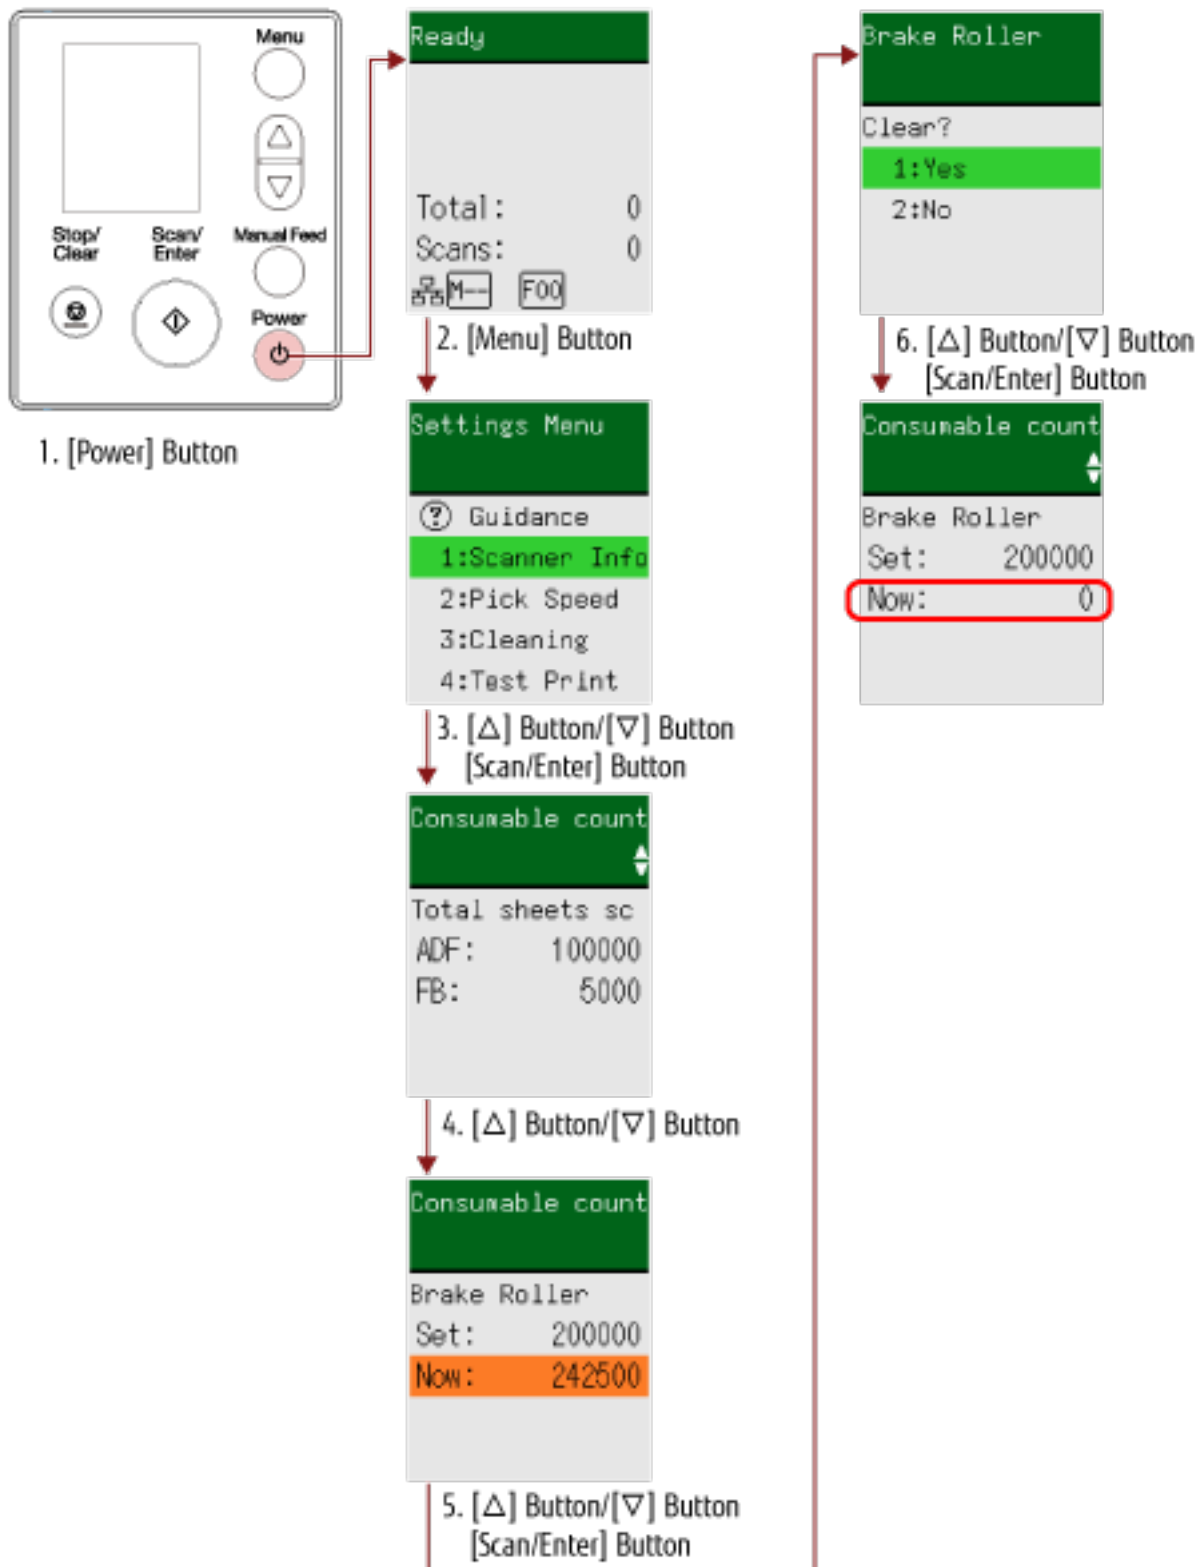 Menu
Stop/
Clear
Scan/
Enter
Manual Feed
Power
1. [Power] Button
Ready
Total: 0
Scans: 0
M-- F00
2. [Menu] Button
Settings Menu
? Guidance
1:Scanner Info
2:Pick Speed
3:Cleaning
4:Test Print
3. [△] Button/[▽] Button
[Scan/Enter] Button
Consumable count
Total sheets sc
ADF: 100000
FB: 5000
4. [△] Button/[▽] Button
Consumable count
Brake Roller
Set: 200000
Now: 242500
5. [△] Button/[▽] Button
[Scan/Enter] Button
Brake Roller
Clear?
1:Yes
2:No
6. [△] Button/[▽] Button
[Scan/Enter] Button
Consumable count
Brake Roller
Set: 200000
Now: 0